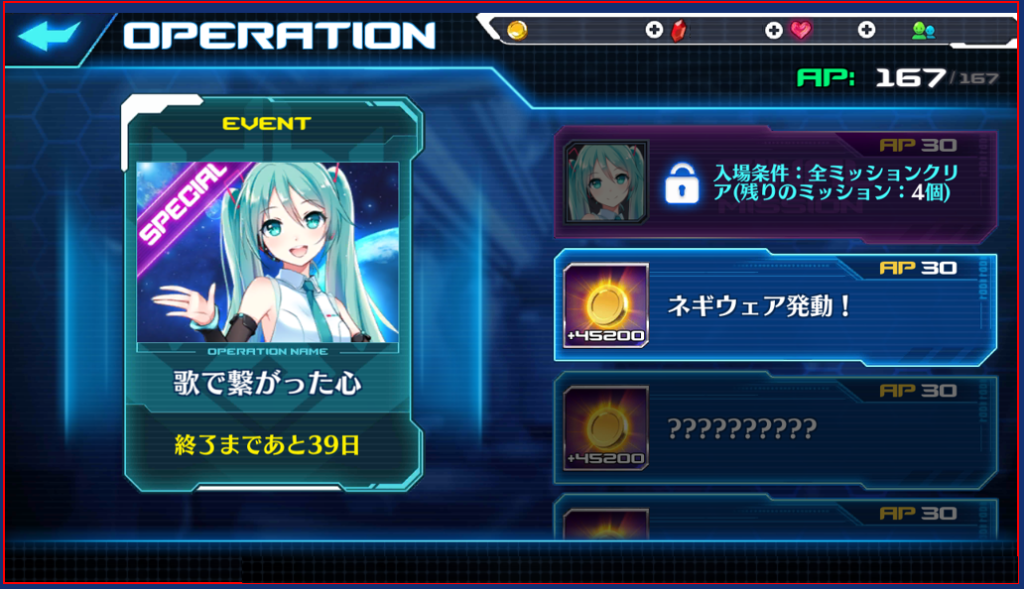 OPERATION
AP: 167/167
EVENT
SPECIAL
OPERATION NAME
歌で繋がった心
終了まであと39日
AP 30
入場条件：全ミッションクリ
ア(残りのミッション：4個)
AP 30
+45200
ネギウェア発動！
AP 30
+45200
??????????
AP 30